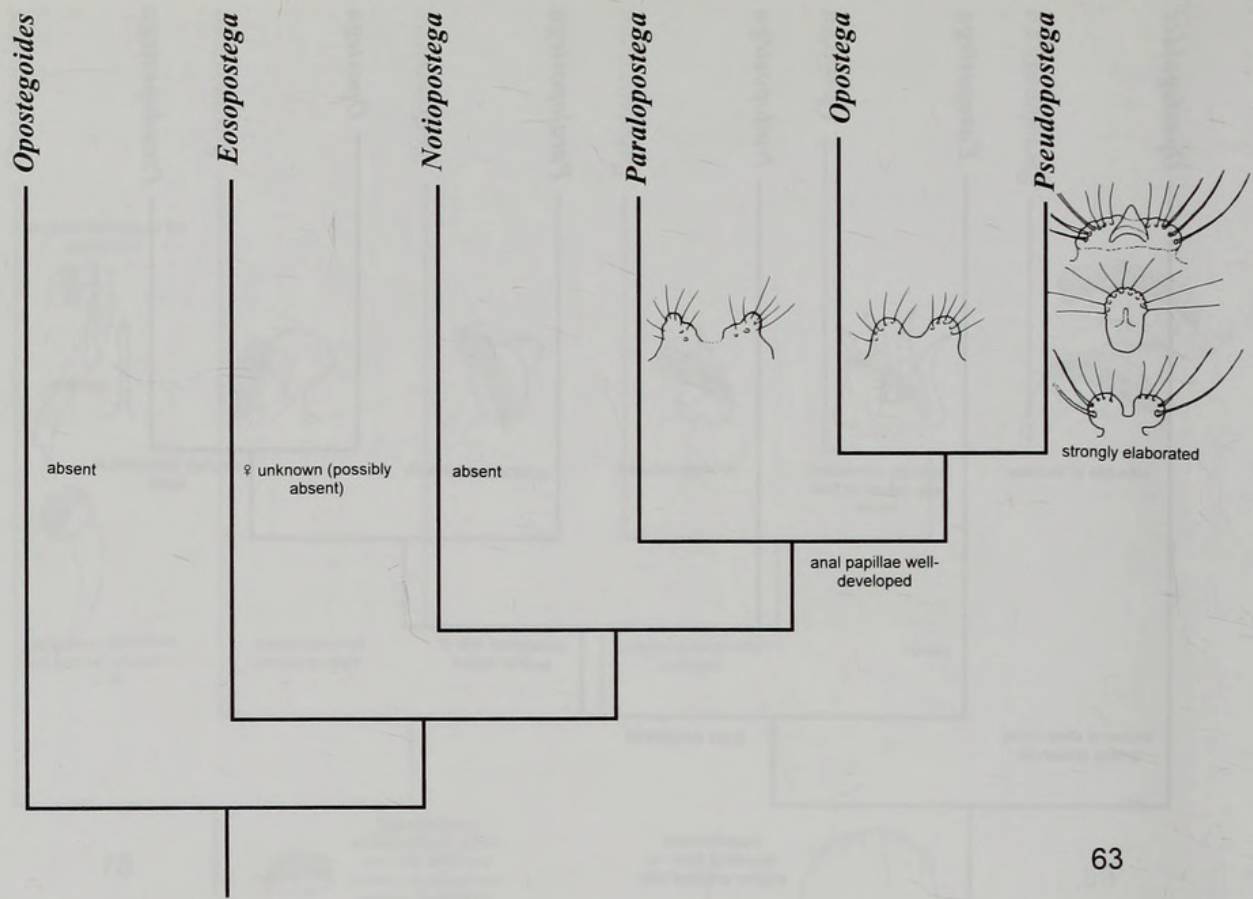 Opostegoides
Eosopostega
Notiopostega
Paralopostega
Opostega
Pseudopostega
absent
♀ unknown (possibly
absent)
absent
strongly elaborated
anal papillae well-
developed
63